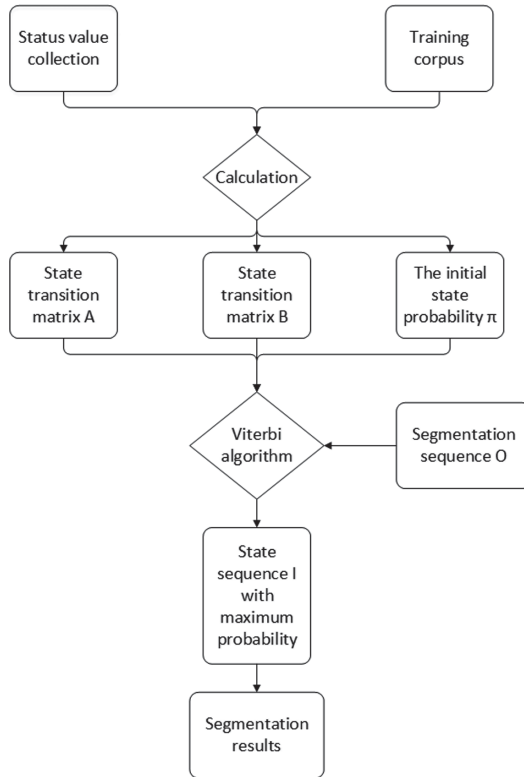 Status value
collection
Training
corpus
Calculation
State
transition
matrix A
State
transition
matrix B
The initial
state
probability π
Viterbi
algorithm
Segmentation
sequence O
State
sequence I
with
maximum
probability
Segmentation
results